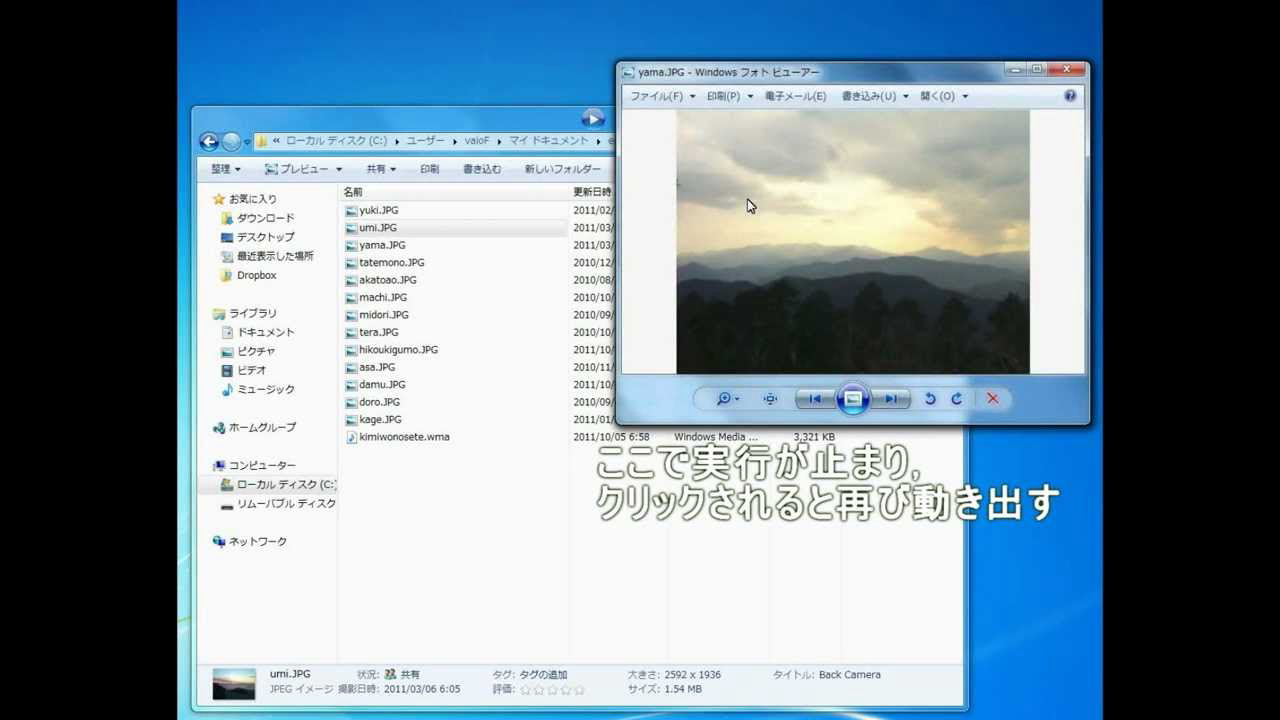 yama.JPG - Windows フォト ビューアー
ファイル(F) 印刷(P) 電子メール(E) 書き込み(U) 開く(O)
« ローカル ディスク (C:) ユーザー vaioF マイ ドキュメント
整理 プレビュー 共有 印刷 書き込む 新しいフォルダー
お気に入り
ダウンロード
デスクトップ
最近表示した場所
Dropbox
ライブラリ
ドキュメント
ピクチャ
ビデオ
ミュージック
ホームグループ
コンピューター
ローカル ディスク (C:)
リムーバブル ディスク
ネットワーク
名前 更新日時
yuki.JPG 2011/02/
umi.JPG 2011/03/
yama.JPG 2011/03/
tatemono.JPG 2010/12/
akatoao.JPG 2010/08/
machi.JPG 2010/10/
midori.JPG 2010/09/
tera.JPG 2010/10/
hikoukigumo.JPG 2011/10/
asa.JPG 2010/11/
damu.JPG 2011/10/
doro.JPG 2010/09/
kage.JPG 2011/01/
kimiwonosete.wma 2011/10/05 6:58 Windows Media ... 3,321 KB
ここで実行が止まり,
クリックされると再び動き出す
umi.JPG 状況: 共有 タグ: タグの追加 大きさ: 2592 x 1936 タイトル: Back Camera
JPEG イメージ 撮影日時: 2011/03/06 6:05 評価: サイズ: 1.54 MB